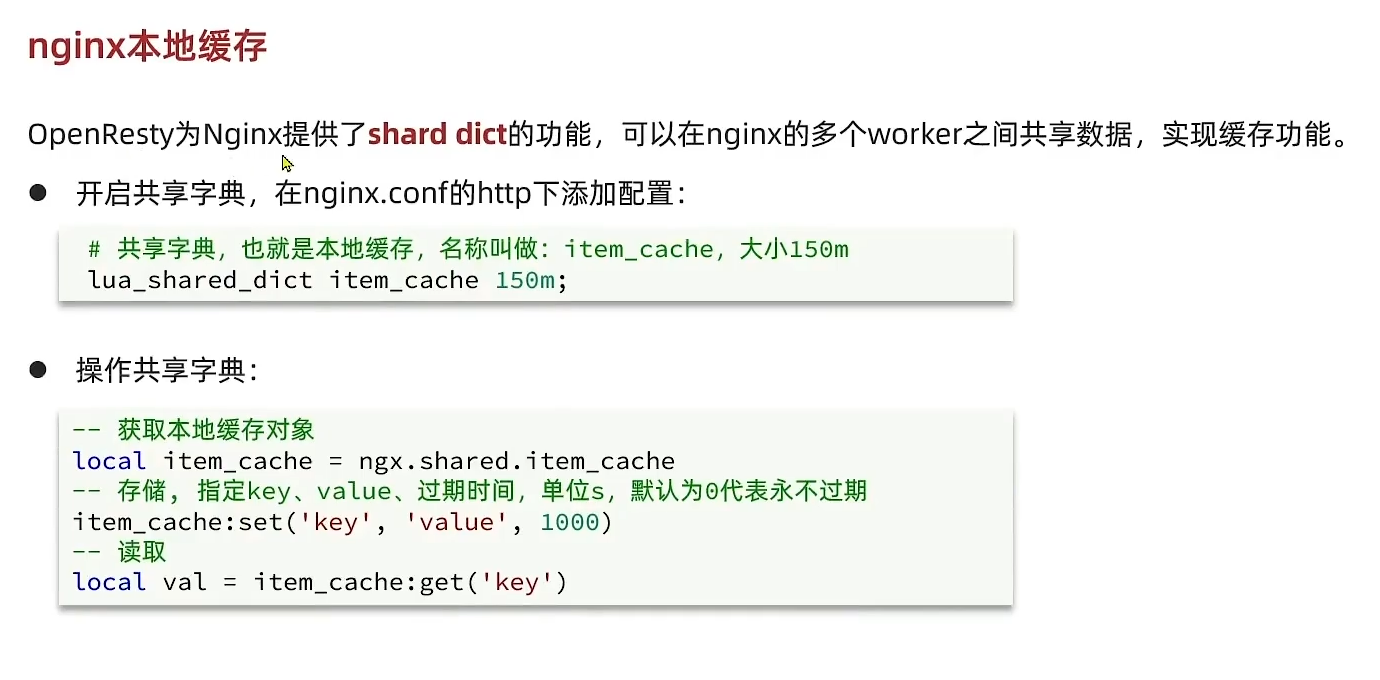 nginx本地缓存
OpenResty为Nginx提供了shard dict的功能，可以在nginx的多个worker之间共享数据，实现缓存功能。
● 开启共享字典，在nginx.conf的http下添加配置：
# 共享字典，也就是本地缓存，名称叫做：item_cache，大小150m
lua_shared_dict item_cache 150m;
● 操作共享字典：
-- 获取本地缓存对象
local item_cache = ngx.shared.item_cache
-- 存储, 指定key、value、过期时间，单位s，默认为0代表永不过期
item_cache:set('key', 'value', 1000)
-- 读取
local val = item_cache:get('key')